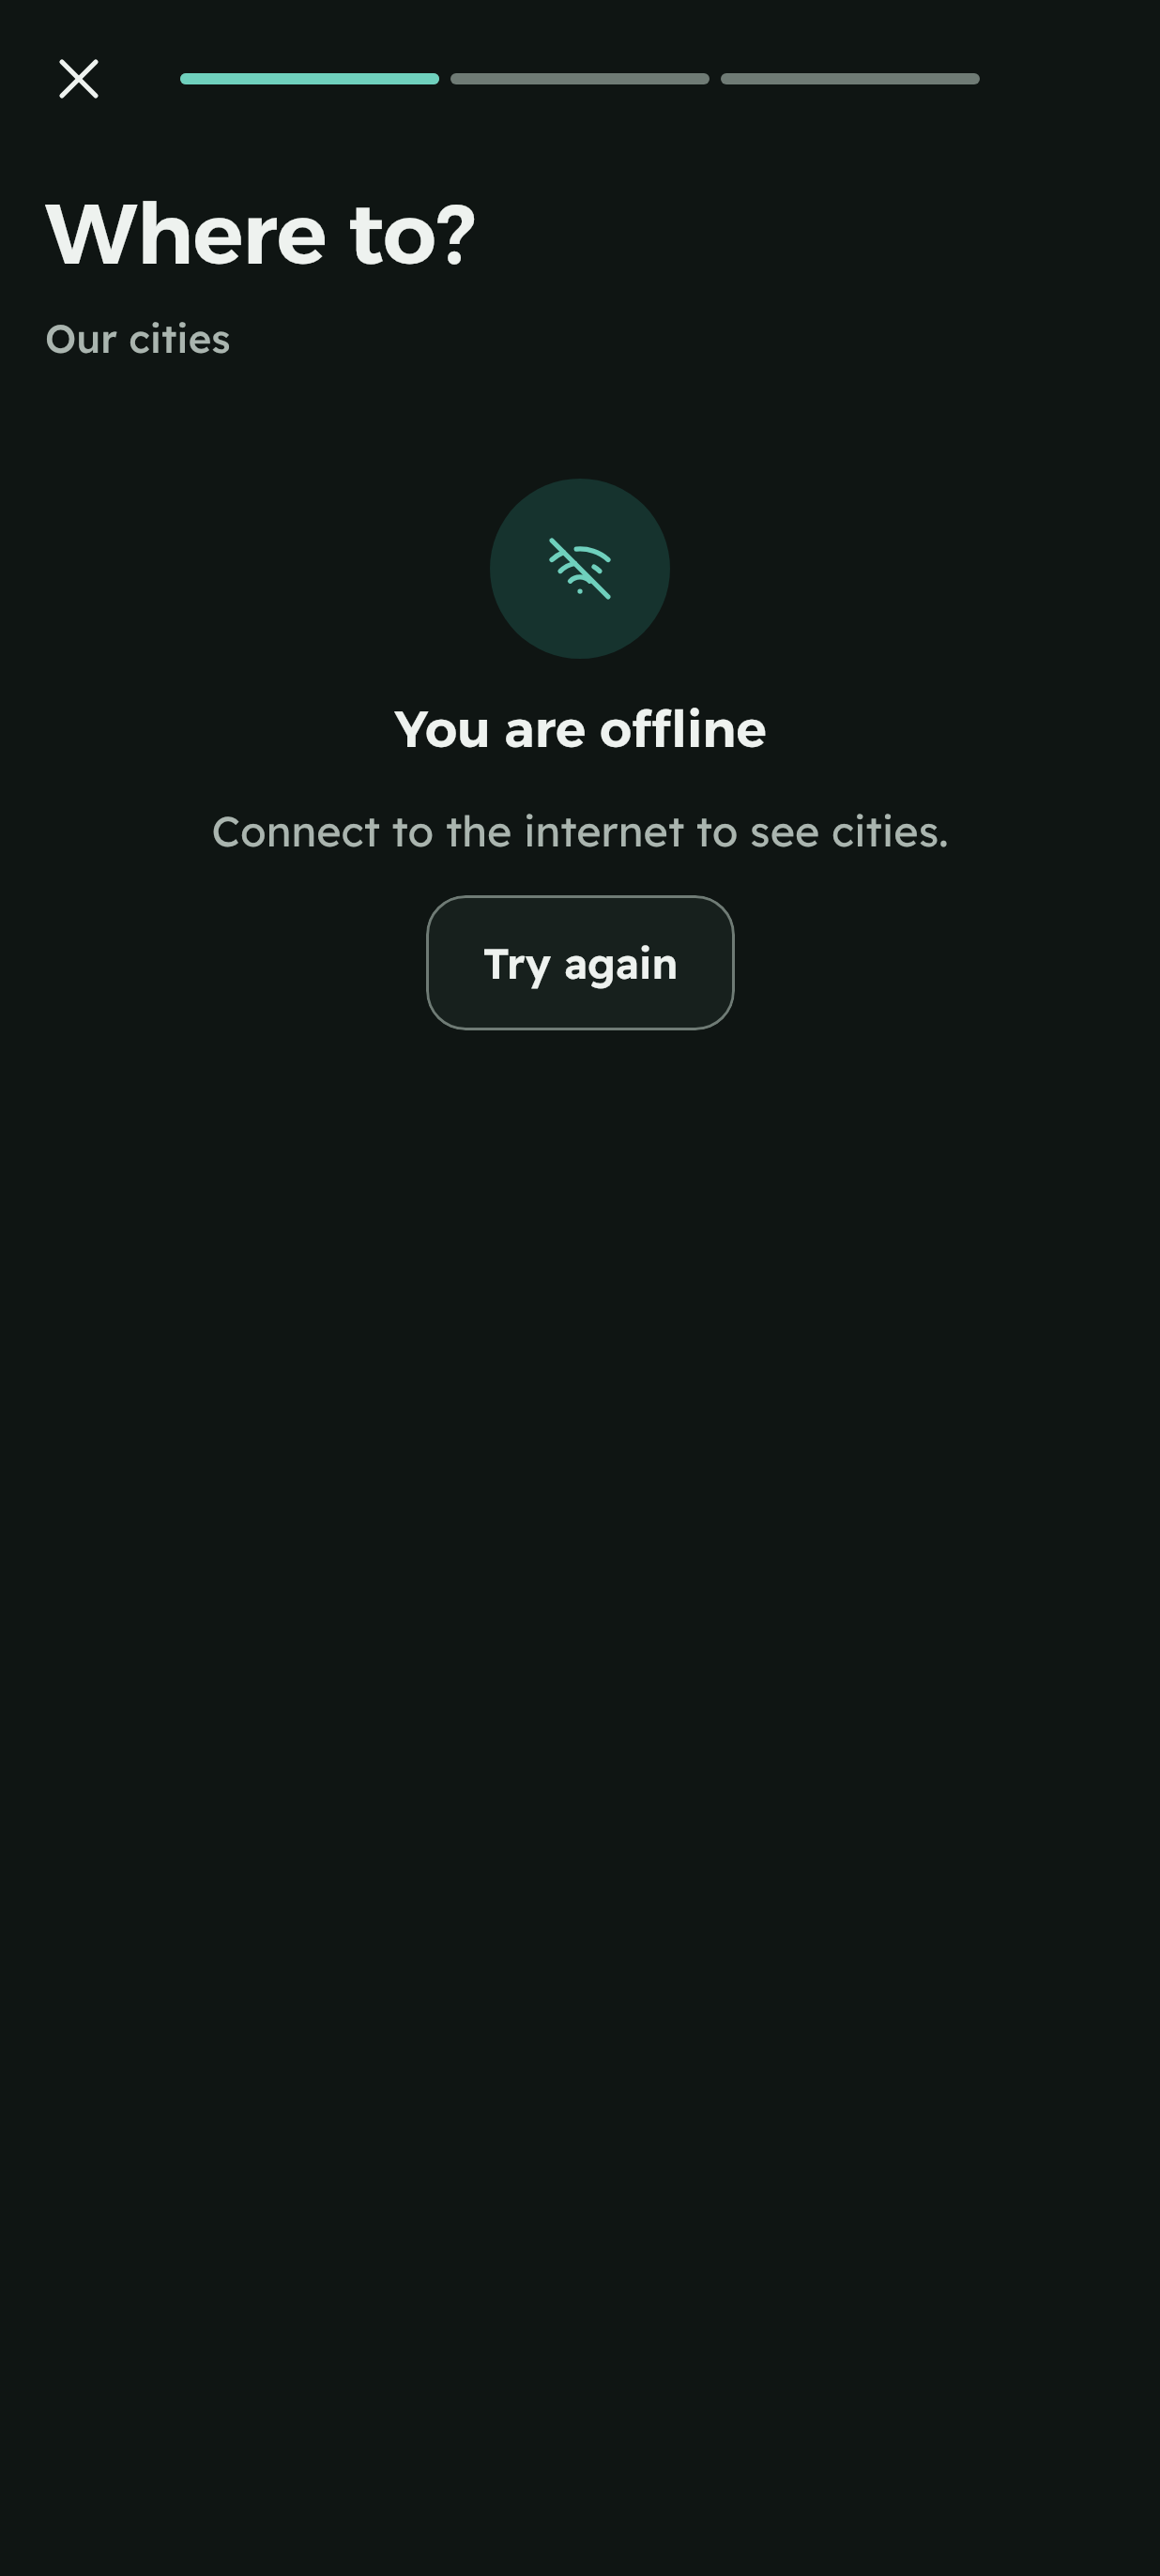 Where to?
Our cities
You are offline
Connect to the internet to see cities.
Try again